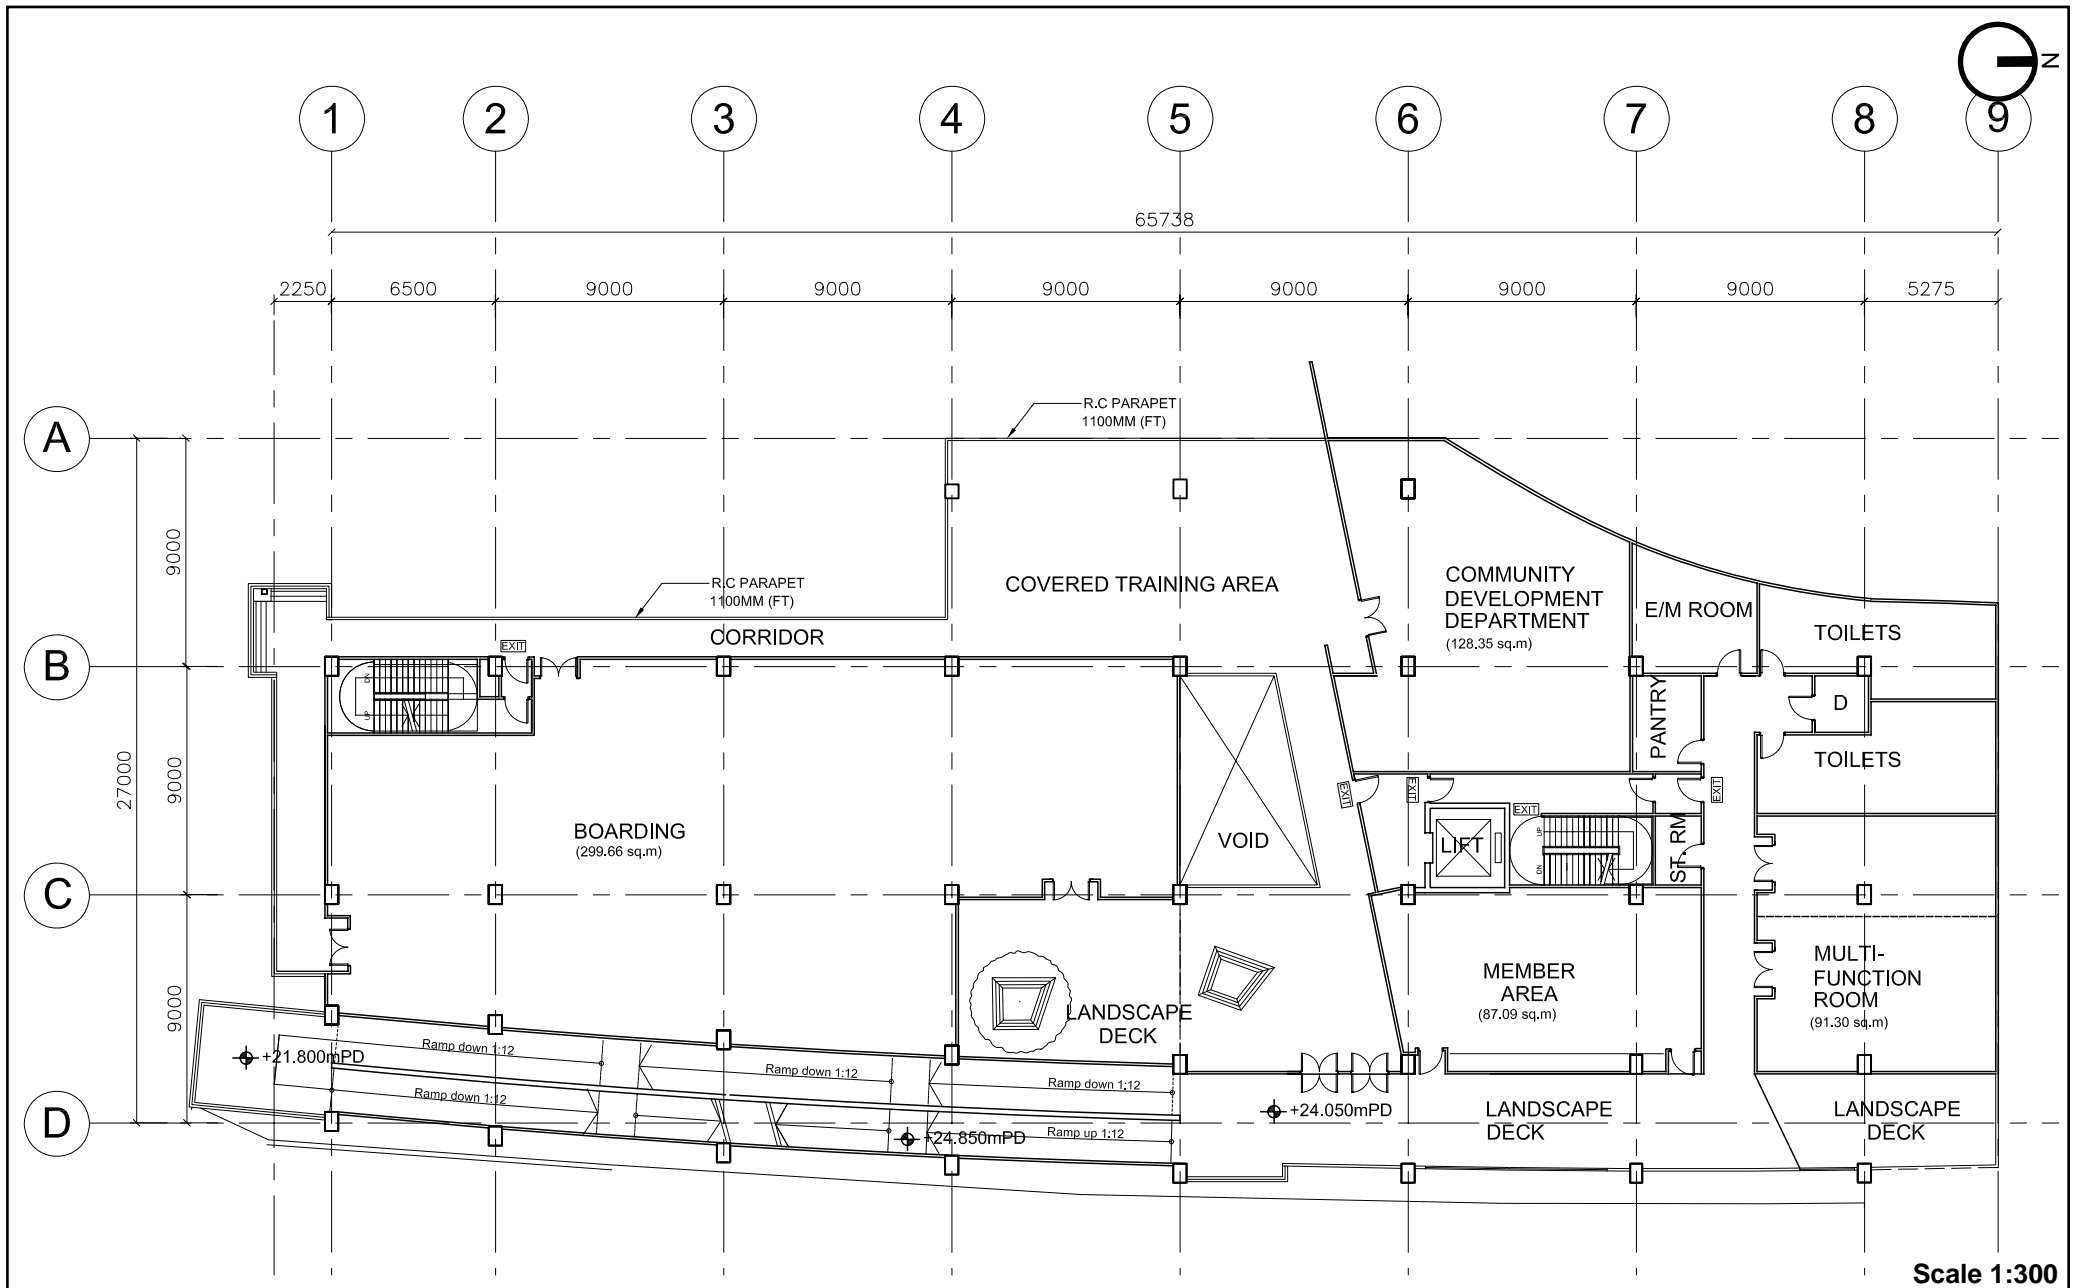 N
1
2
3
4
5
6
7
8
9
65738
2250
6500
9000
9000
9000
9000
9000
9000
5275
A
R.C PARAPET
1100MM (FT)
9000
R.C PARAPET
1100MM (FT)
COVERED TRAINING AREA
COMMUNITY
DEVELOPMENT
DEPARTMENT
(128.35 sq.m)
E/M ROOM
TOILETS
CORRIDOR
EXIT
B
DN
UP
PANTRY
D
TOILETS
27000
9000
EXIT
EXIT
EXIT
EXIT
BOARDING
(299.66 sq.m)
VOID
LIFT
UP
DN
ST. RM
C
MULTI-
FUNCTION
ROOM
(91.30 sq.m)
MEMBER
AREA
(87.09 sq.m)
9000
LANDSCAPE
DECK
+21.800mPD
Ramp down 1:12
Ramp down 1:12
Ramp down 1:12
Ramp down 1:12
D
+24.850mPD
Ramp up 1:12
+24.050mPD
LANDSCAPE
DECK
LANDSCAPE
DECK
Scale 1:300